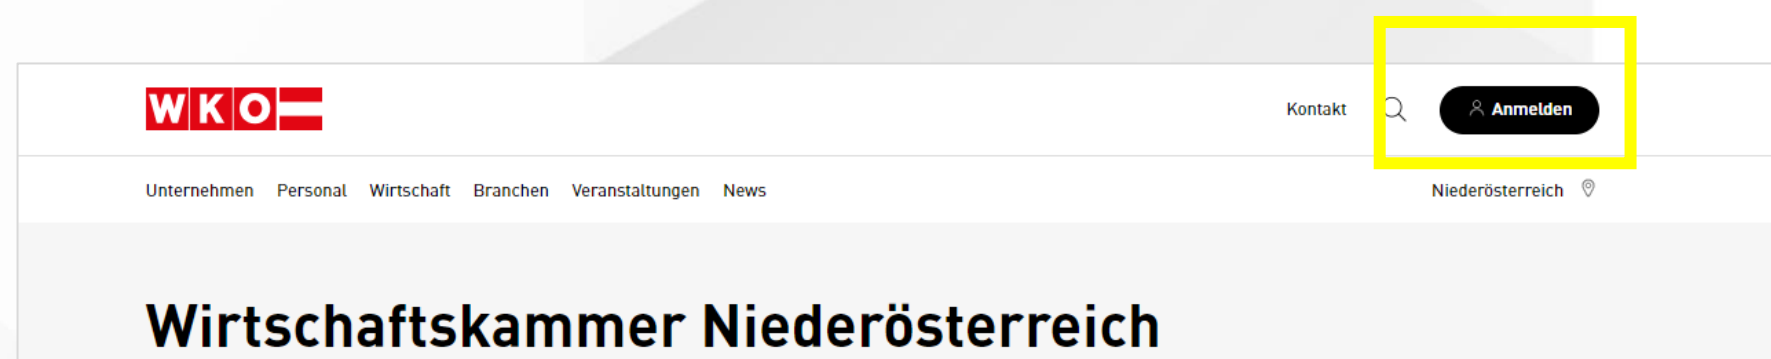 WKO
Kontakt
Anmelden
Unternehmen Personal Wirtschaft Branchen Veranstaltungen News
Niederösterreich
Wirtschaftskammer Niederösterreich